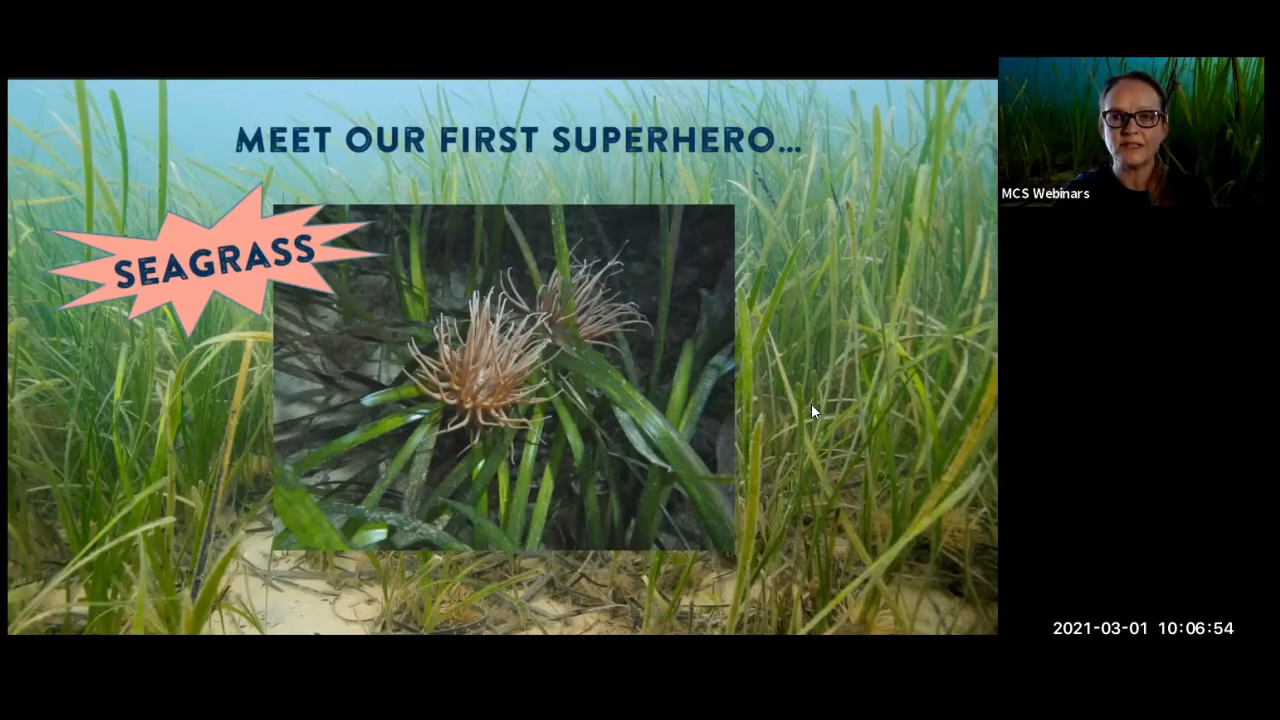 MEET OUR FIRST SUPERHERO...
SEAGRASS
MCS Webinars
2021-03-01 10:06:54